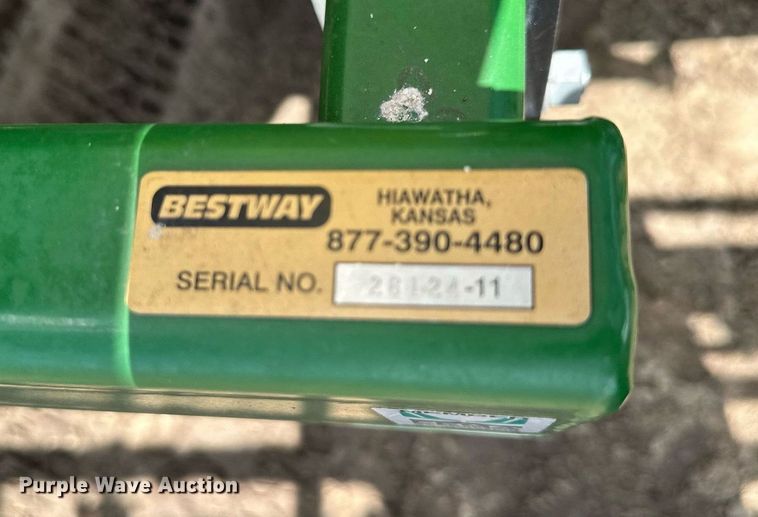 BESTWAY
HIAWATHA,
KANSAS
877-390-4480
SERIAL NO.
Purple Wave Auction